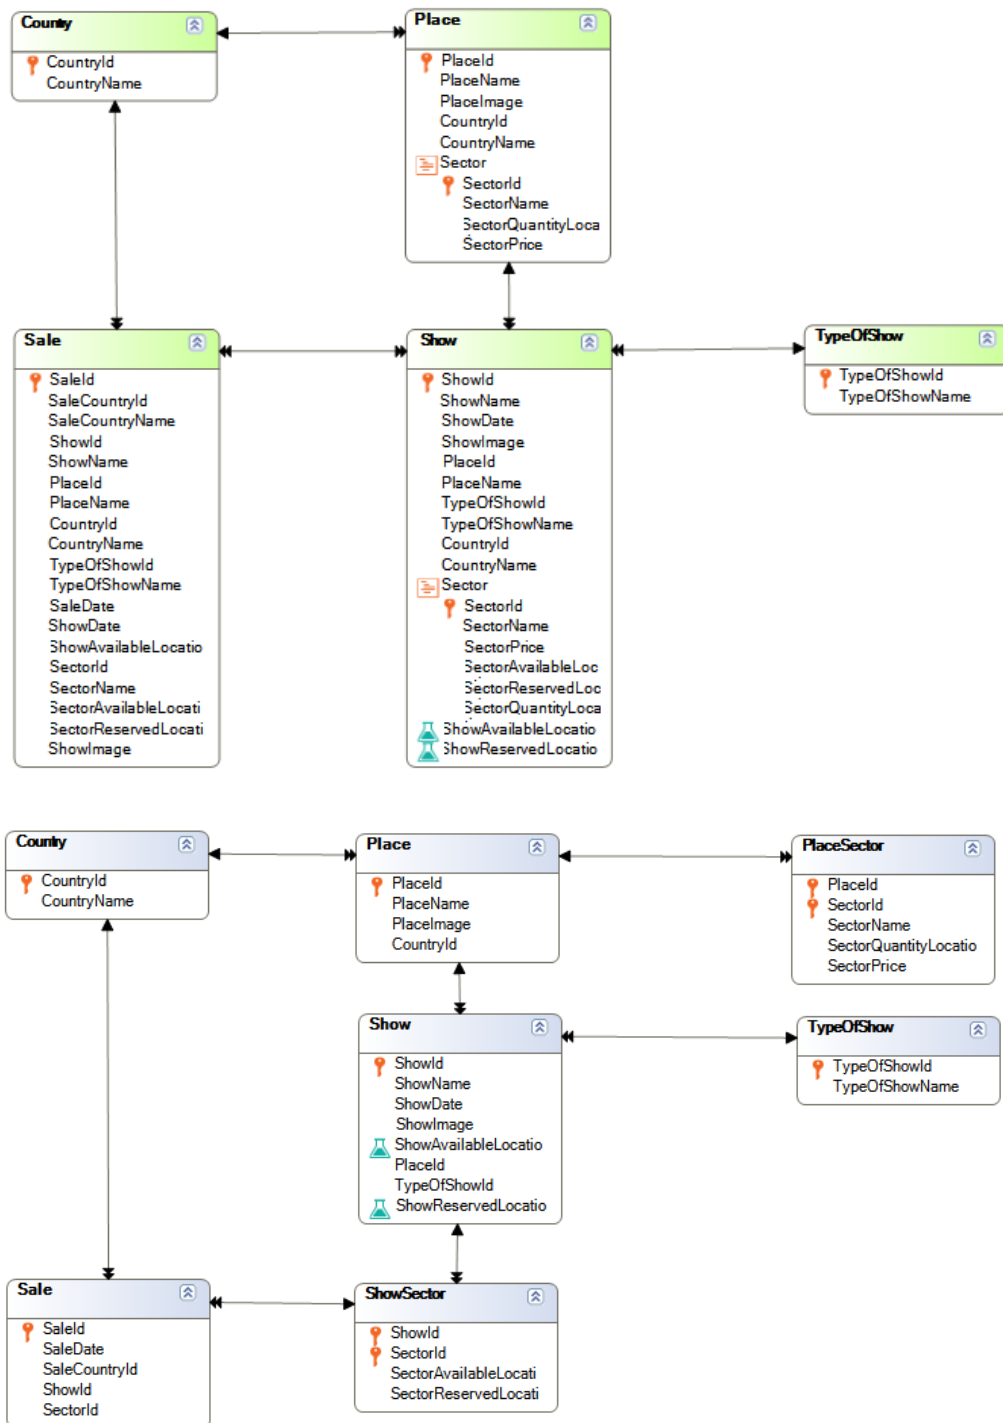 Country
CountryId
CountryName
Place
PlaceId
PlaceName
PlaceImage
CountryId
CountryName
Sector
SectorId
SectorName
SectorQuantityLoca
SectorPrice
Sale
SaleId
SaleCountryId
SaleCountryName
ShowId
ShowName
PlaceId
PlaceName
CountryId
CountryName
TypeOfShowId
TypeOfShowName
SaleDate
ShowDate
ShowAvailableLocatio
SectorId
SectorName
SectorAvailableLocati
SectorReservedLocati
ShowImage
Show
ShowId
ShowName
ShowDate
ShowImage
PlaceId
PlaceName
TypeOfShowId
TypeOfShowName
CountryId
CountryName
Sector
SectorId
SectorName
SectorPrice
SectorAvailableLoc
SectorReservedLoc
SectorQuantityLoca
ShowAvailableLocatio
ShowReservedLocatio
TypeOfShow
TypeOfShowId
TypeOfShowName
Country
CountryId
CountryName
Place
PlaceId
PlaceName
PlaceImage
CountryId
PlaceSector
PlaceId
SectorId
SectorName
SectorQuantityLocatio
SectorPrice
Show
ShowId
ShowName
ShowDate
ShowImage
ShowAvailableLocatio
PlaceId
TypeOfShowId
ShowReservedLocatio
TypeOfShow
TypeOfShowId
TypeOfShowName
Sale
SaleId
SaleDate
SaleCountryId
ShowId
SectorId
ShowSector
ShowId
SectorId
SectorAvailableLocati
SectorReservedLocati